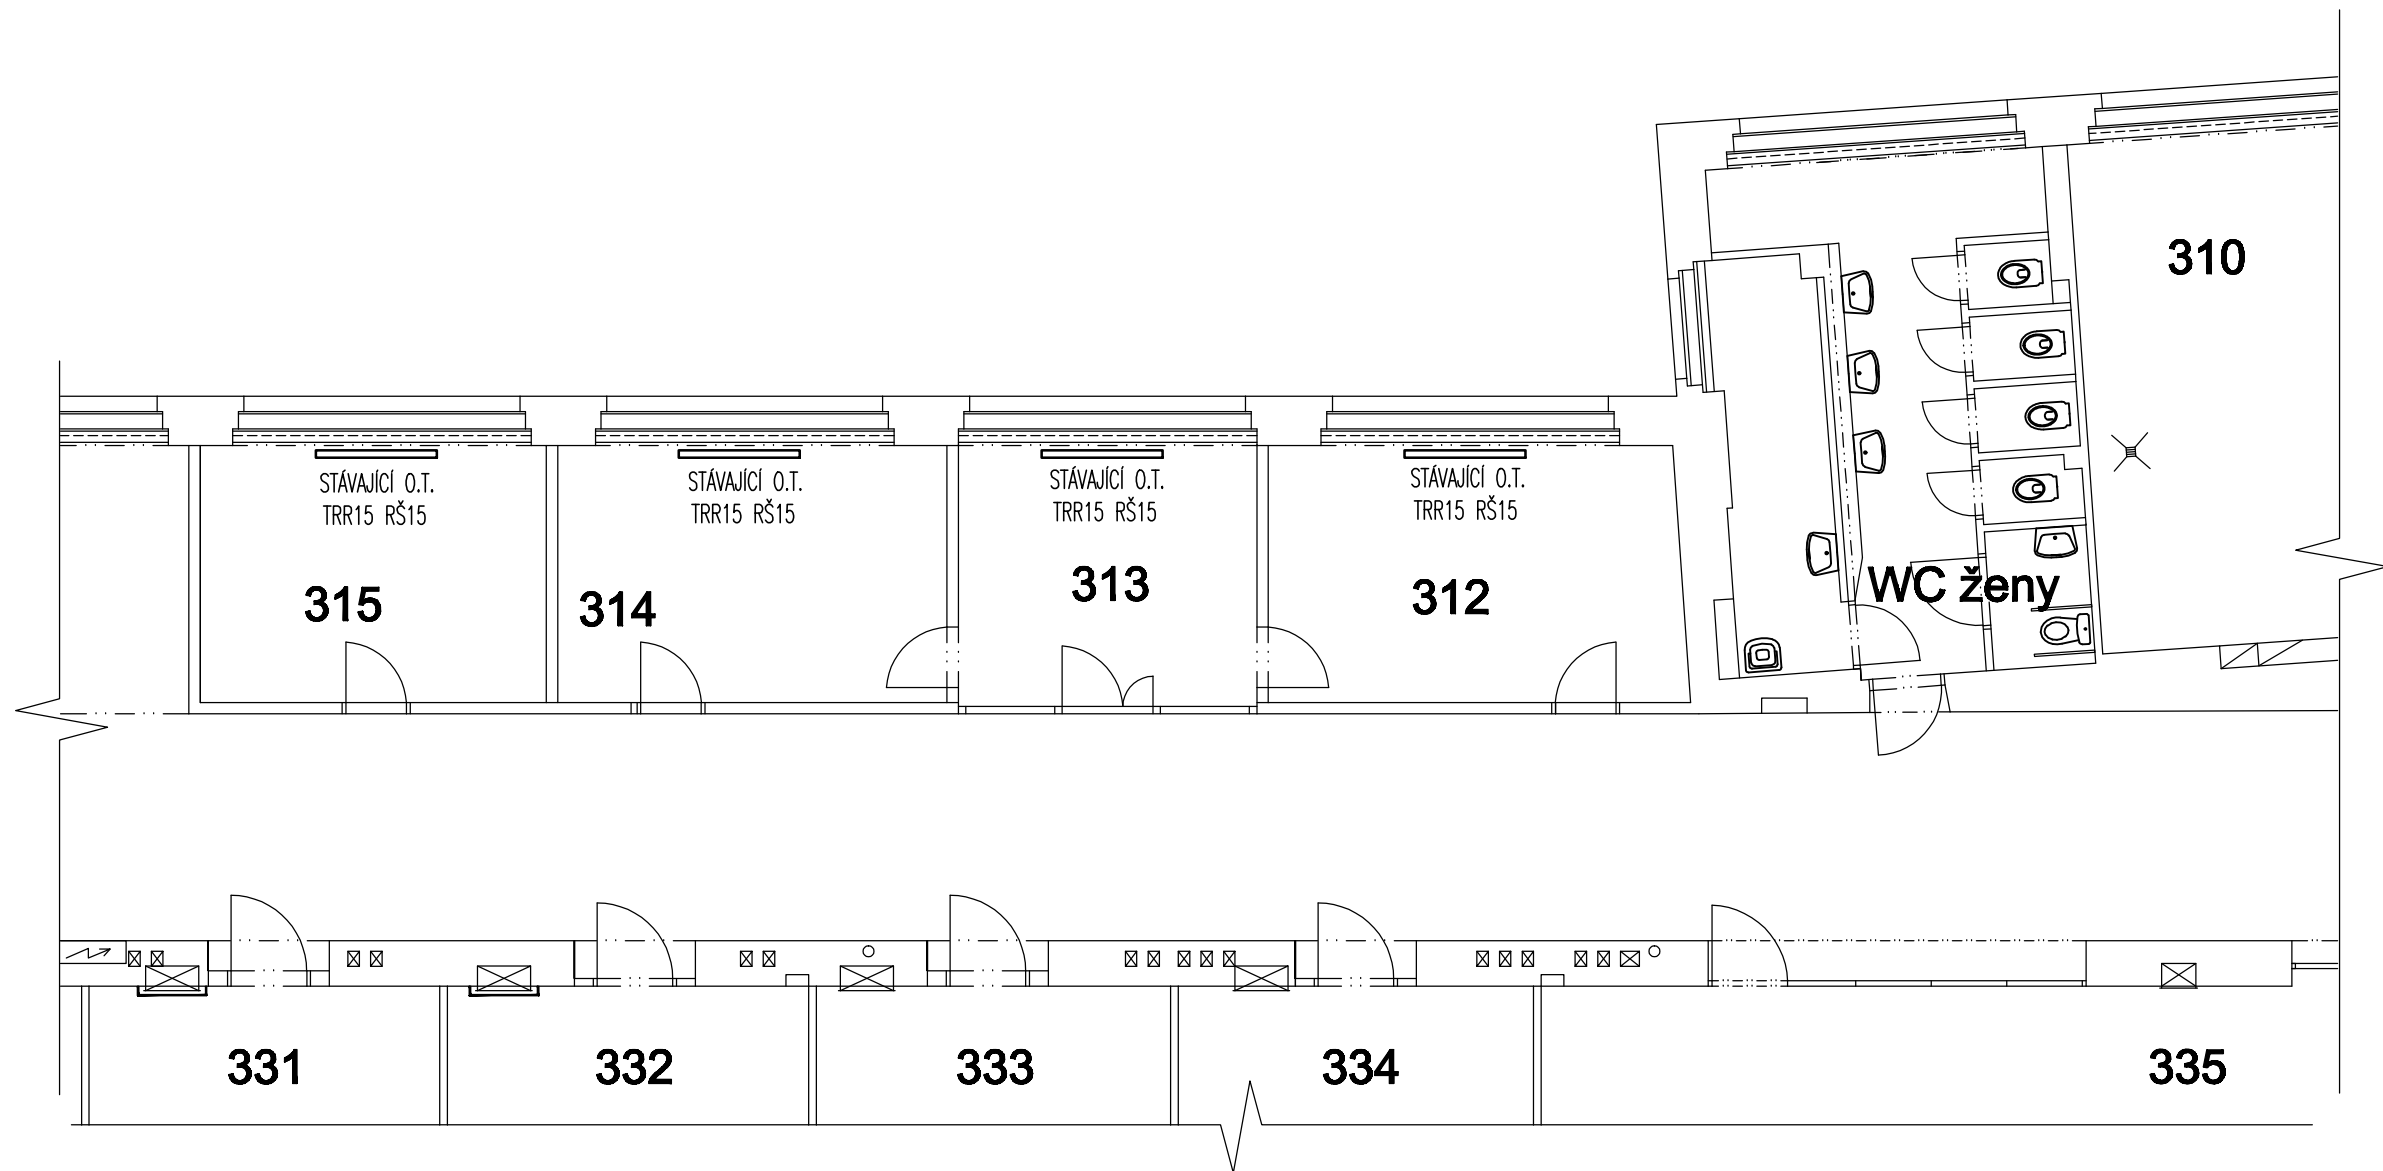 310
STÁVAJÍCÍ O.T.
TRR15 RŠ15
STÁVAJÍCÍ O.T.
TRR15 RŠ15
STÁVAJÍCÍ O.T.
TRR15 RŠ15
STÁVAJÍCÍ O.T.
TRR15 RŠ15
315
314
313
312
WC ženy
331
332
333
334
335